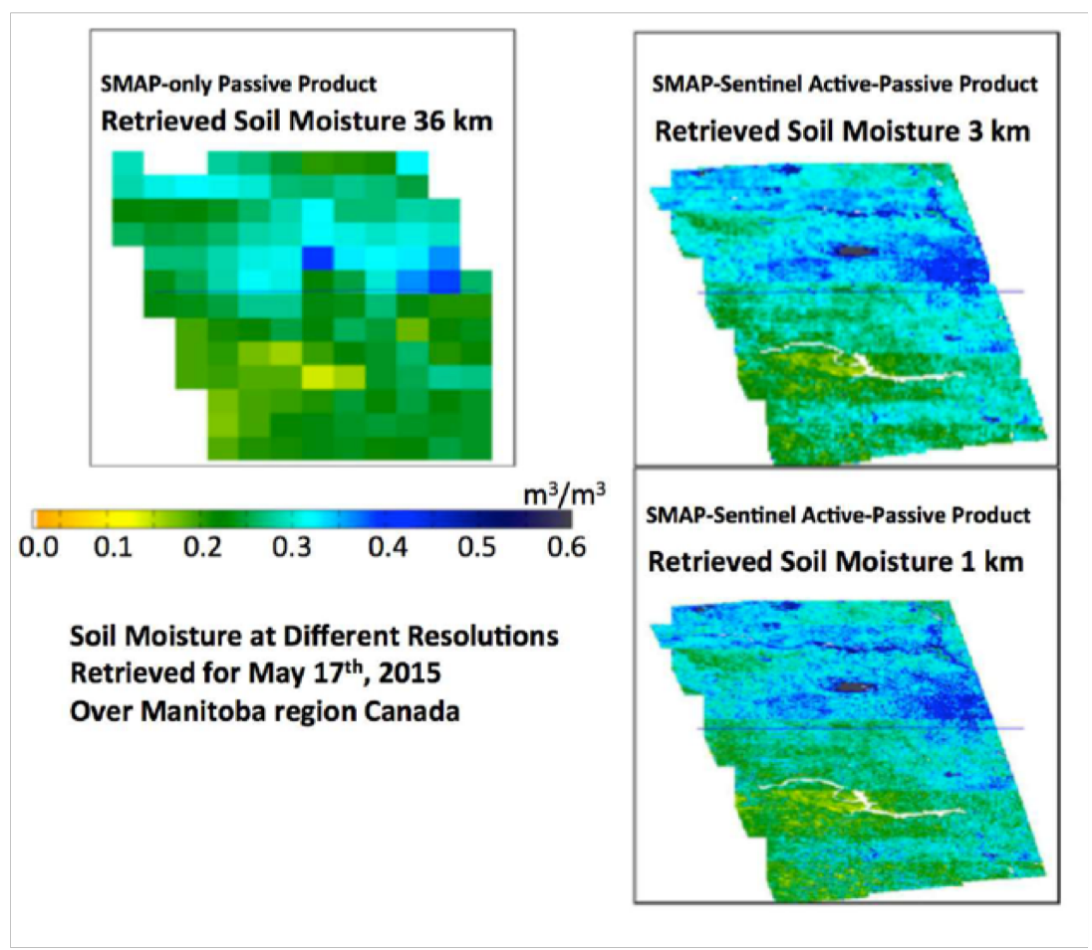 SMAP-only Passive Product
Retrieved Soil Moisture 36 km
SMAP-Sentinel Active-Passive Product
Retrieved Soil Moisture 3 km
m³/m³
0.0 0.1 0.2 0.3 0.4 0.5 0.6
SMAP-Sentinel Active-Passive Product
Retrieved Soil Moisture 1 km
Soil Moisture at Different Resolutions
Retrieved for May 17th, 2015
Over Manitoba region Canada